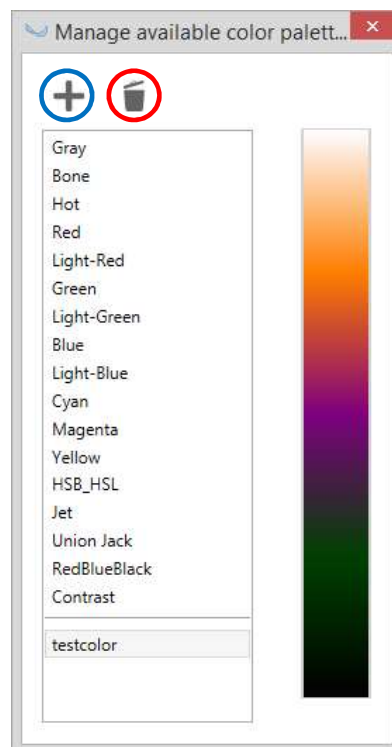 Manage available color palett...
Gray
Bone
Hot
Red
Light-Red
Green
Light-Green
Blue
Light-Blue
Cyan
Magenta
Yellow
HSB_HSL
Jet
Union Jack
RedBlueBlack
Contrast
testcolor